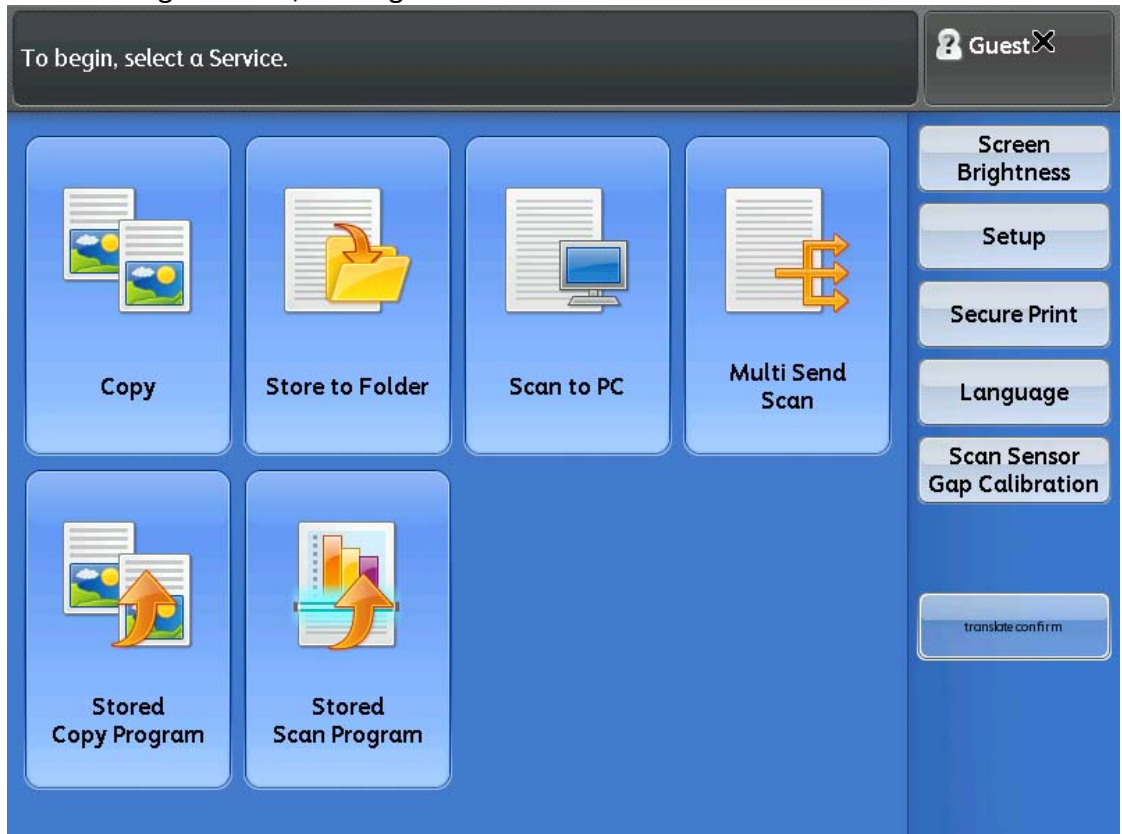 To begin, select a Service.
Guest
Screen
Brightness
Setup
Secure Print
Language
Scan Sensor
Gap Calibration
translate confirm
Copy
Store to Folder
Scan to PC
Multi Send
Scan
Stored
Copy Program
Stored
Scan Program